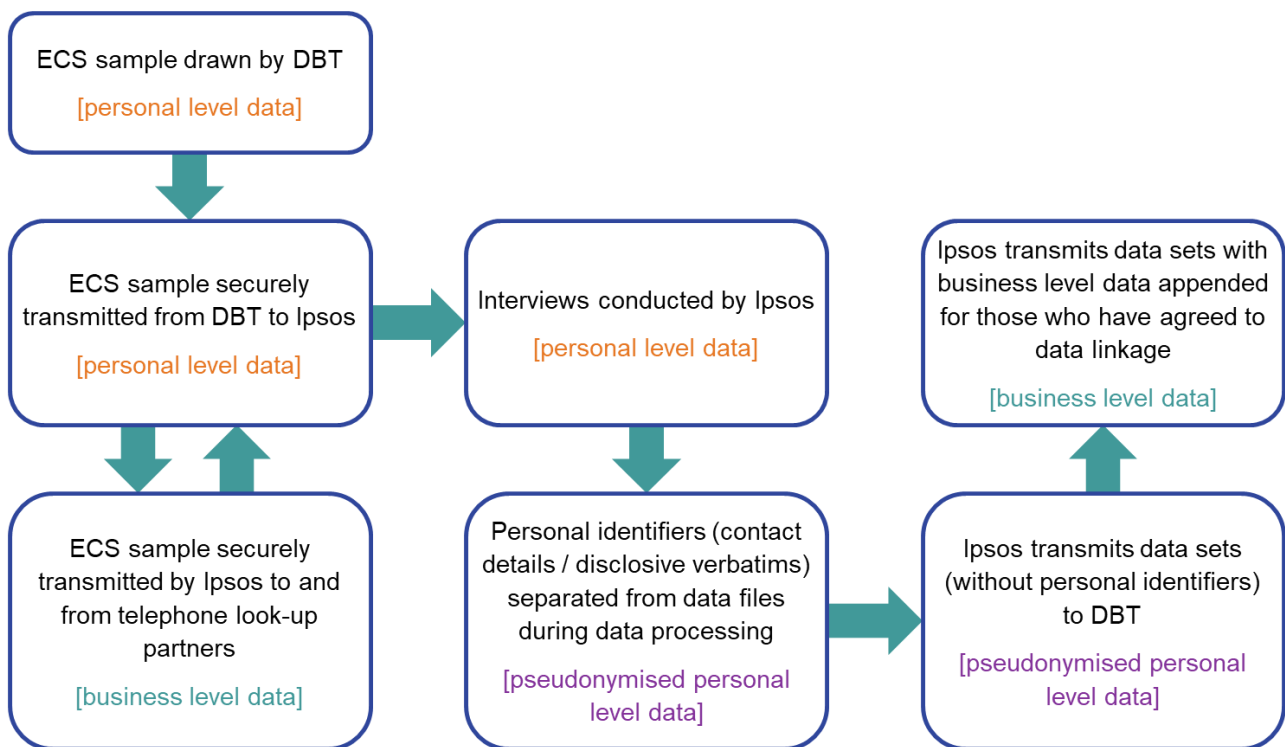 ECS sample drawn by DBT
[personal level data]
ECS sample securely
transmitted from DBT to Ipsos
[personal level data]
ECS sample securely
transmitted by Ipsos to and
from telephone look-up
partners
[business level data]
Interviews conducted by Ipsos
[personal level data]
Personal identifiers (contact
details / disclosive verbatims)
separated from data files
during data processing
[pseudonymised personal
level data]
Ipsos transmits data sets
(without personal identifiers)
to DBT
[pseudonymised personal
level data]
Ipsos transmits data sets with
business level data appended
for those who have agreed to
data linkage
[business level data]